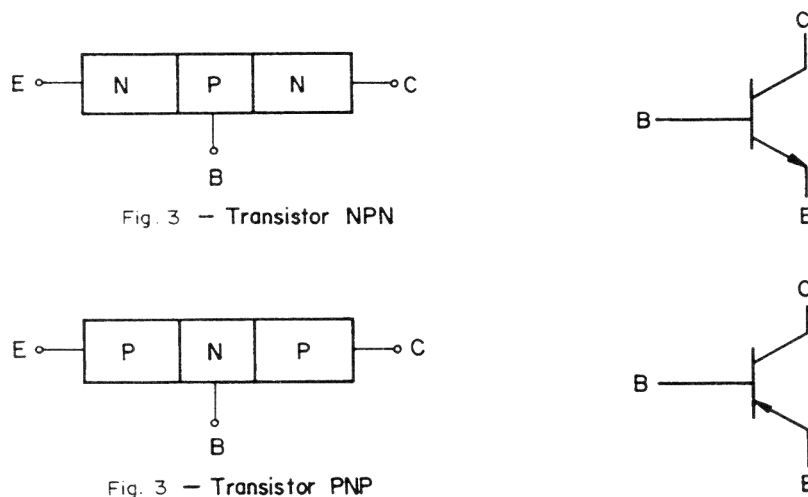 C
E N P N C
B
B
Fig. 3 — Transistor NPN
E
C
E P N P C
B
B
Fig. 3 — Transistor PNP
E